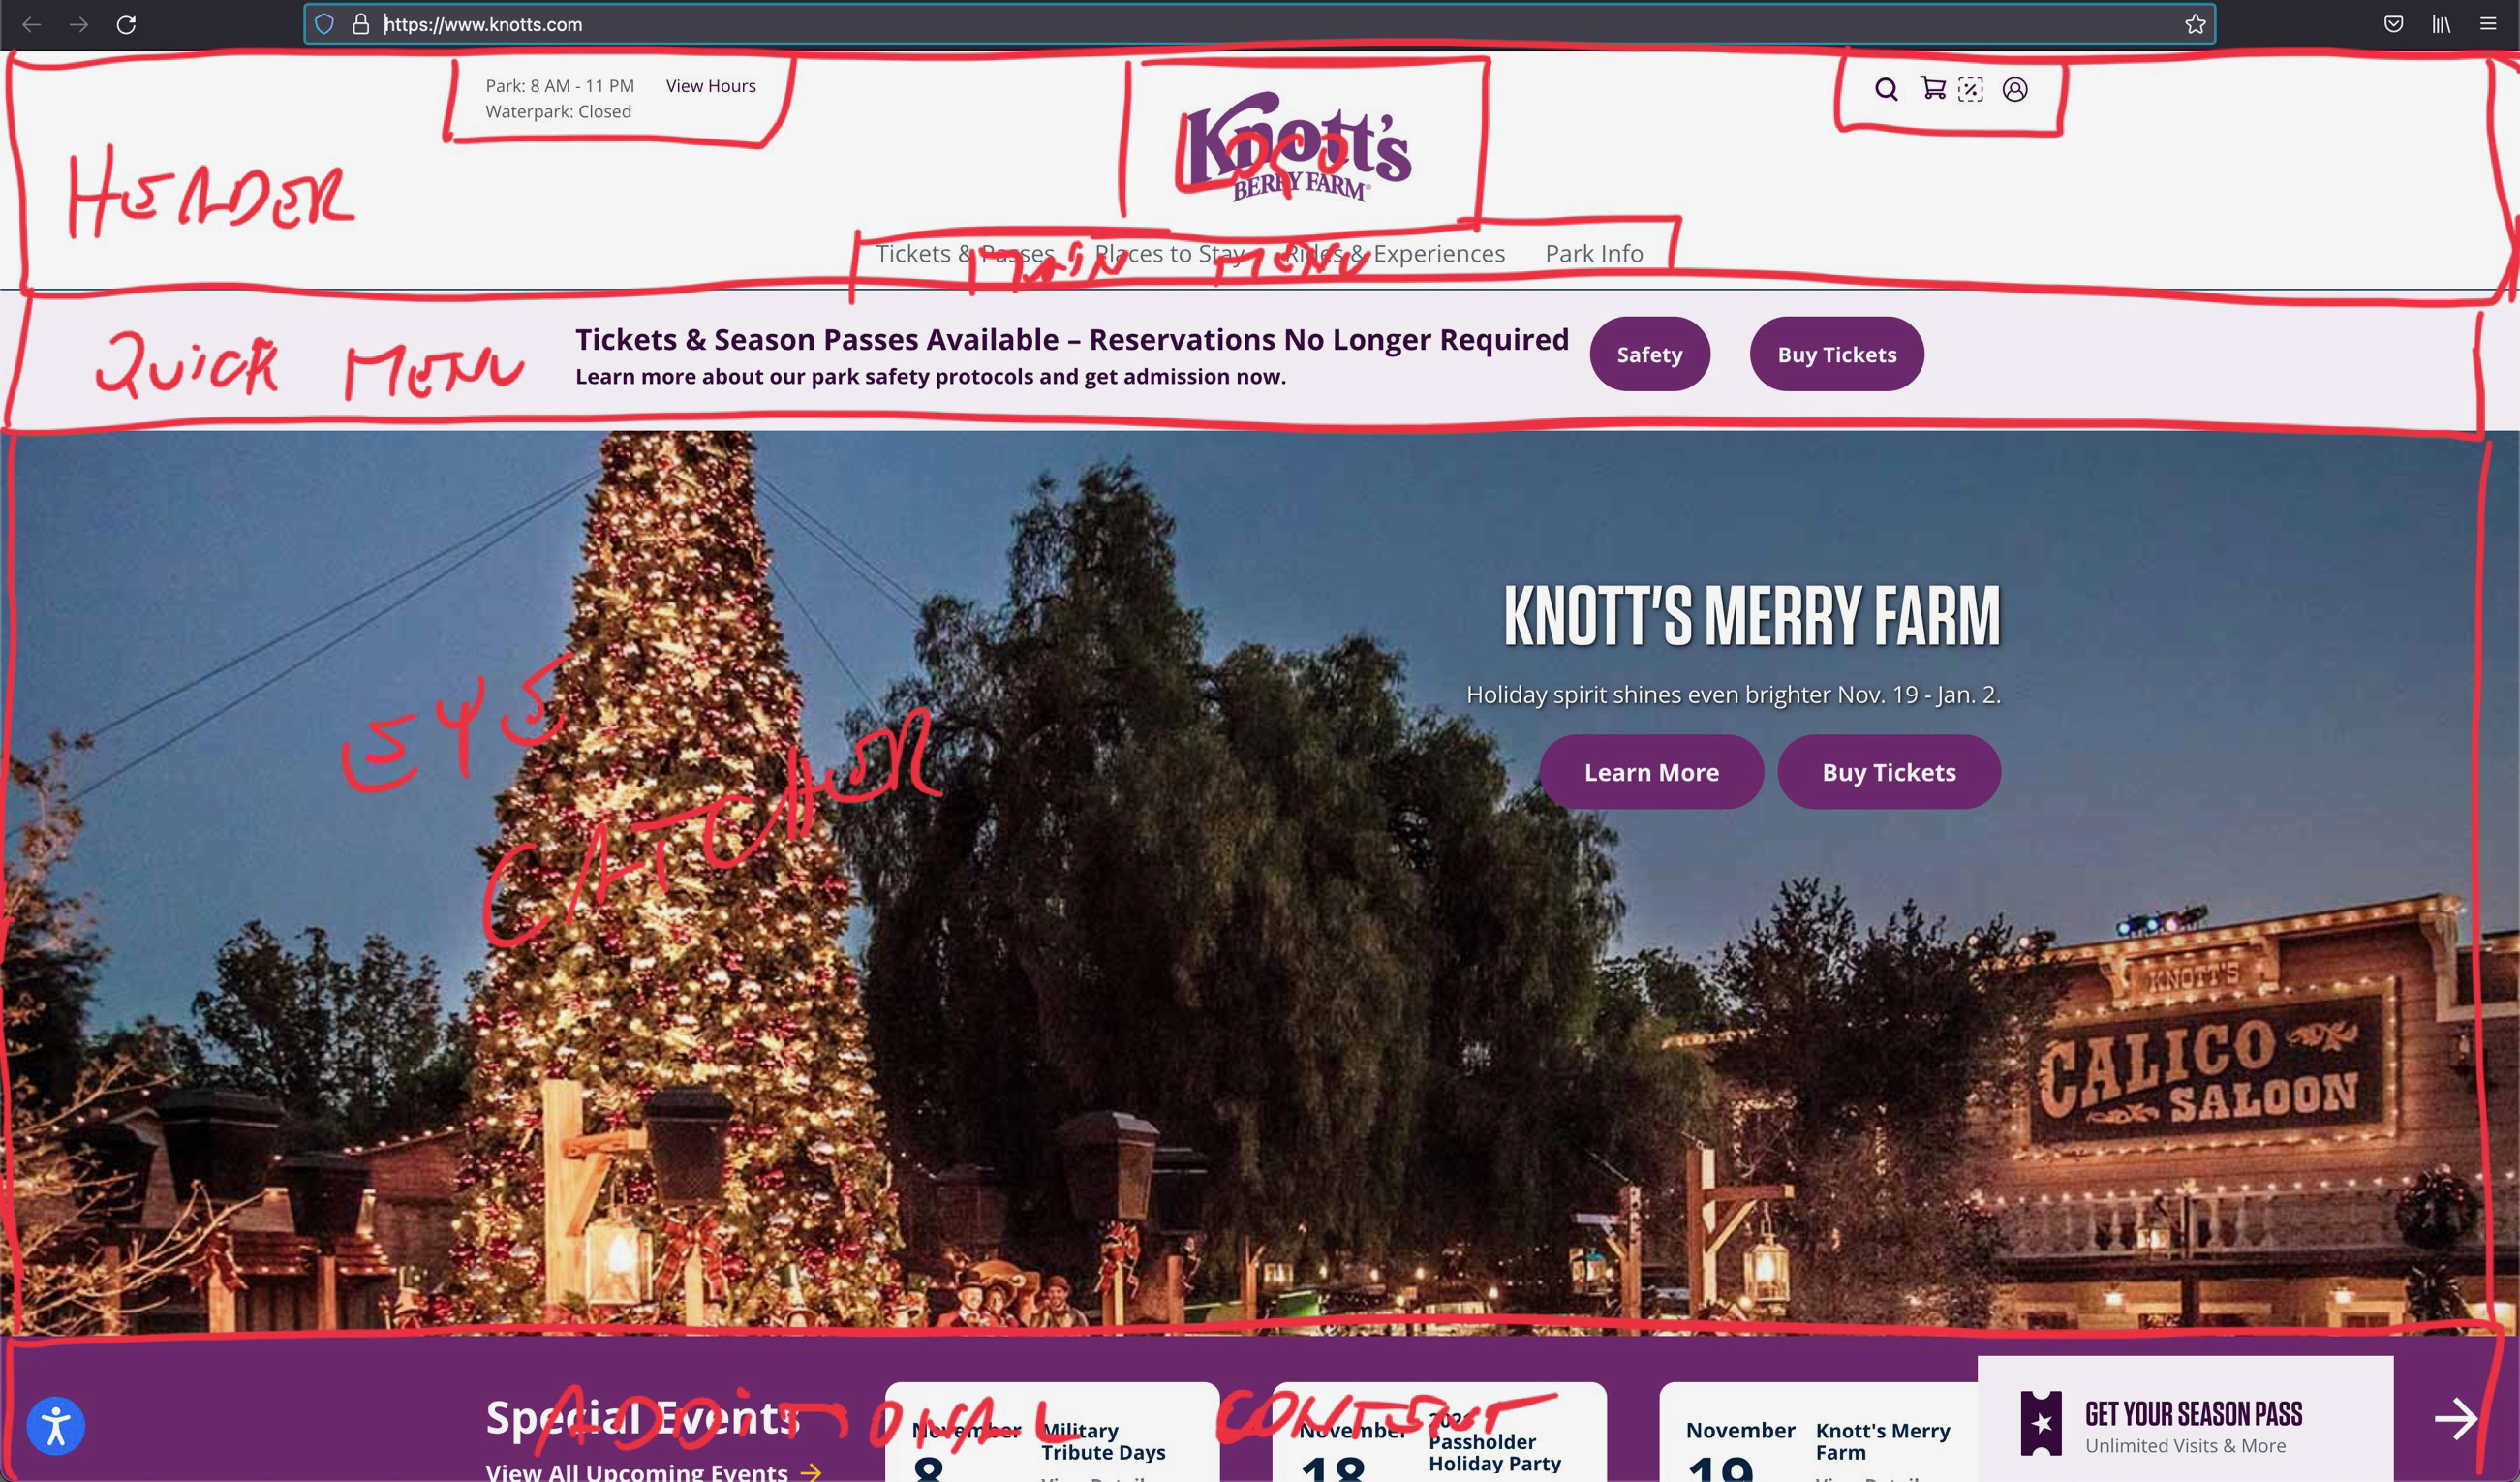 https://www.knotts.com
Park: 8 AM - 11 PM View Hours
Waterpark: Closed
Knott's
BERRY FARM
LOGO
HEADER
Tickets & Passes Places to Stay Rides & Experiences Park Info
MAIN MENU
QUICK MENU
Tickets & Season Passes Available – Reservations No Longer Required
Learn more about our park safety protocols and get admission now.
Safety Buy Tickets
KNOTT'S MERRY FARM
Holiday spirit shines even brighter Nov. 19 - Jan. 2.
Learn More Buy Tickets
EYE
CATCHER
KNOTT'S
CALICO
SALOON
Special Events
ADDITIONAL CONTENT
View All Upcoming Events
November
8
Military
Tribute Days
November
18
Passholder
Holiday Party
November
19
Knott's Merry
Farm
GET YOUR SEASON PASS
Unlimited Visits & More